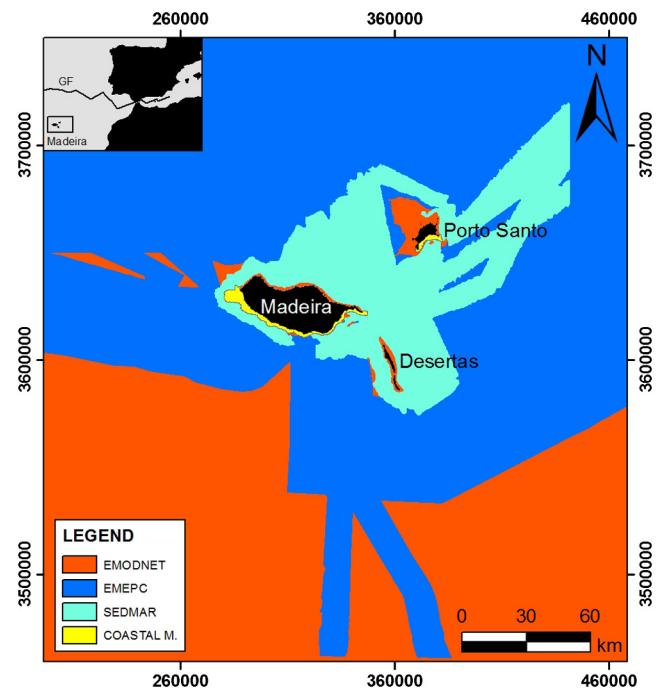 260000 360000 460000
GF
Madeira
N
3700000 3700000
Porto Santo
Madeira
Desertas
3600000 3600000
LEGEND
EMODNET
EMEPC
SEDMAR
COASTAL M.
3500000 3500000
0 30 60
km
260000 360000 460000